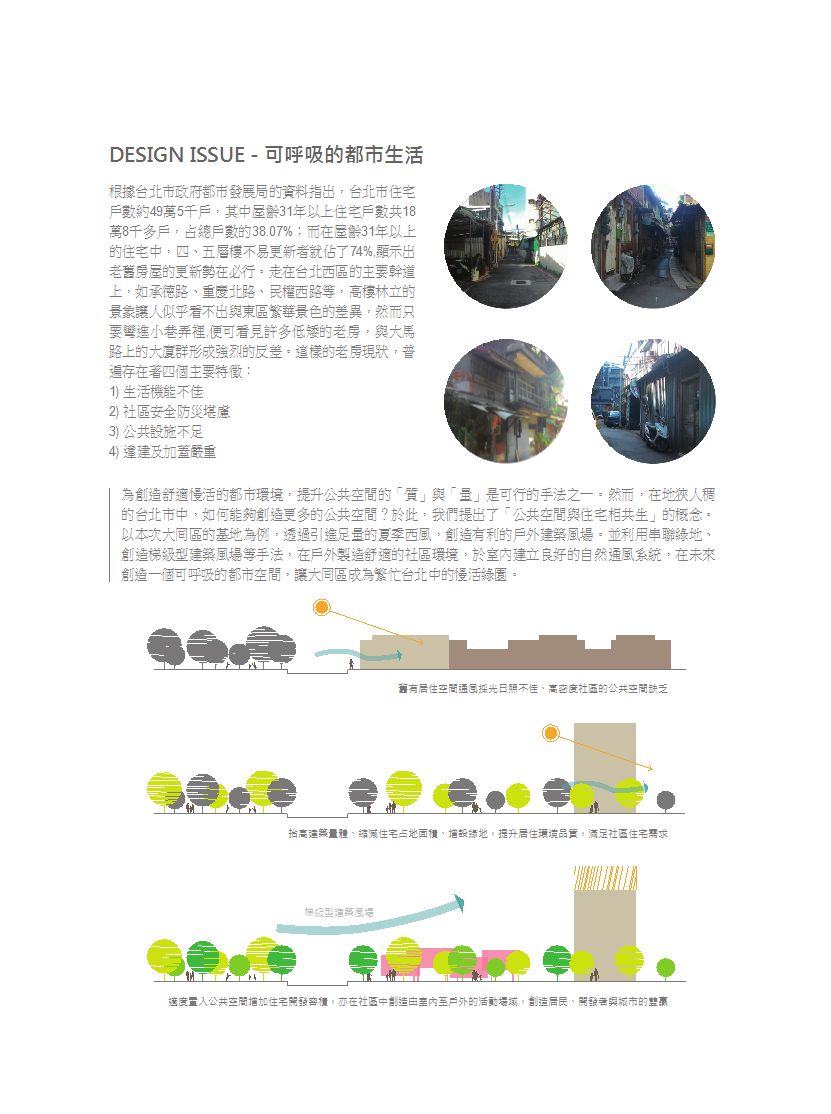 DESIGN ISSUE - 可呼吸的都市生活
根據台北市政府都市發展局的資料指出，台北市住宅
戶數約49萬5千戶，其中屋齡31年以上住宅戶數共18
萬8千多戶，占總戶數的38.07%；而在屋齡31年以上
的住宅中，四、五層樓不易更新者就佔了74%,顯示出
老舊房屋的更新勢在必行。走在台北西區的主要幹道
上，如承德路、重慶北路、民權西路等，高樓林立的
景象讓人似乎看不出與東區繁華景色的差異，然而只
要彎進小巷弄裡,便可看見許多低矮的老房，與大馬
路上的大廈群形成強烈的反差。這樣的老房現狀，普
遍存在著四個主要特徵：
1) 生活機能不佳
2) 社區安全防災堪慮
3) 公共設施不足
4) 違建及加蓋嚴重
為創造舒適慢活的都市環境，提升公共空間的「質」與「量」是可行的手法之一。然而，在地狹人稠
的台北市中，如何能夠創造更多的公共空間？於此，我們提出了「公共空間與住宅相共生」的概念。
以本次大同區的基地為例，透過引進足量的夏季西風，創造有利的戶外建築風場。並利用串聯綠地、
創造梯級型建築風場等手法，在戶外製造舒適的社區環境，於室內建立良好的自然通風系統，在未來
創造一個可呼吸的都市空間，讓大同區成為繁忙台北中的慢活綠園。
舊有居住空間通風採光日照不佳、高密度社區的公共空間缺乏
抬高建築量體、縮減住宅占地面積、增設綠地，提升居住環境品質，滿足社區住宅需求
梯級型建築風場
適度置入公共空間增加住宅開發容積，亦在社區中創造由室內至戶外的活動場域，創造居民、開發者與城市的雙贏